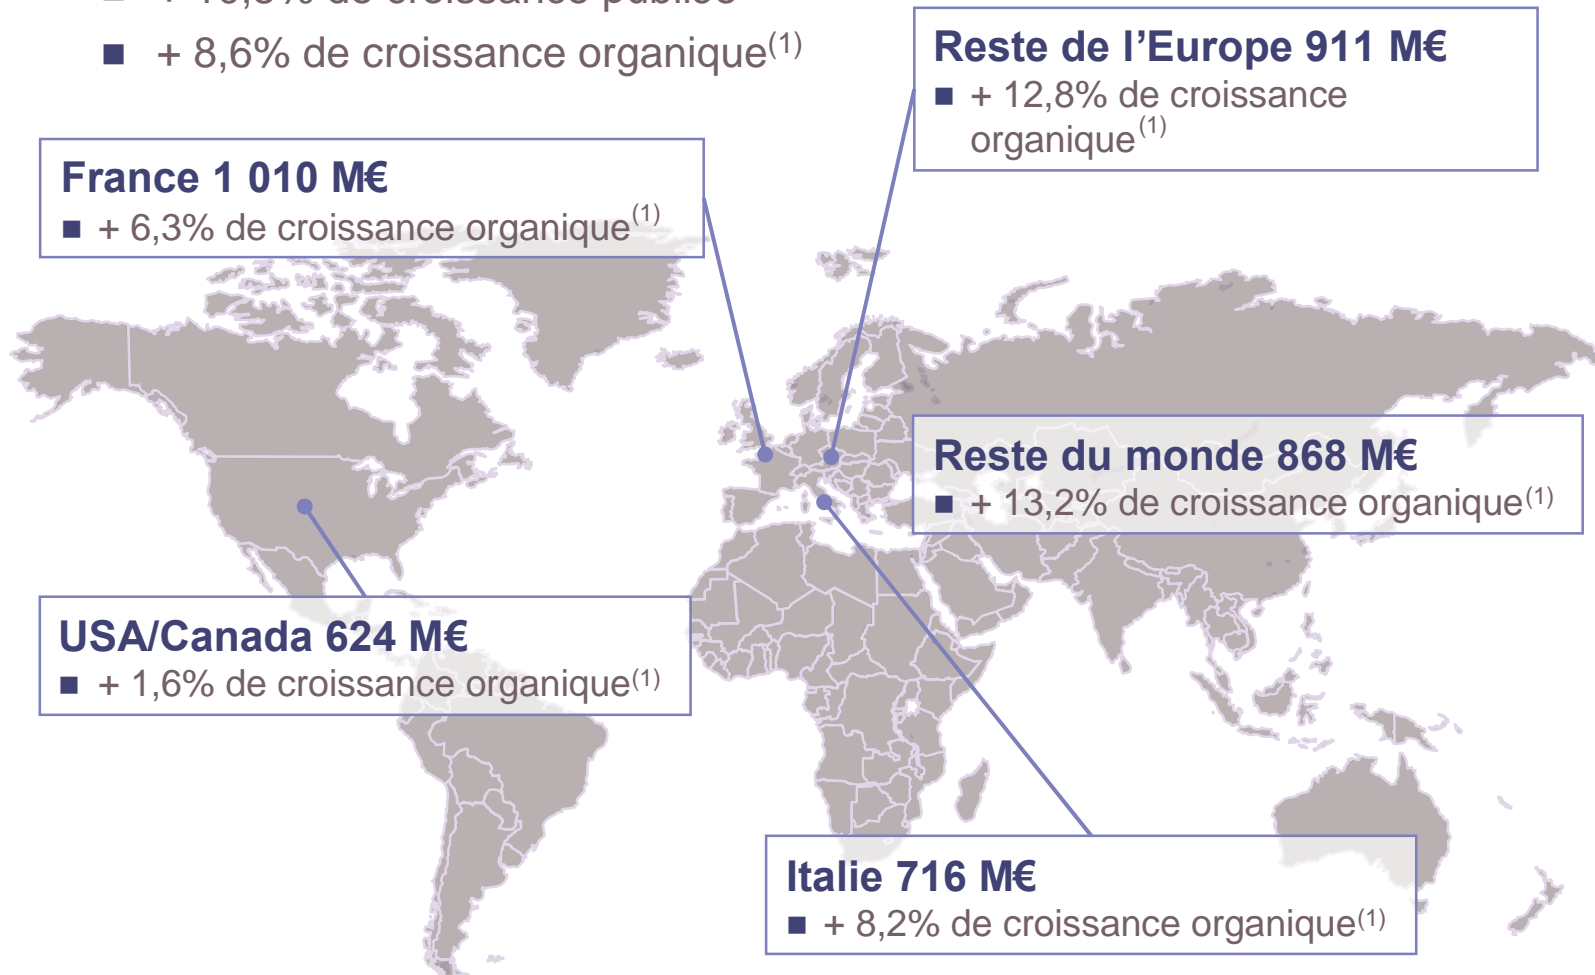 ■ + 8,6% de croissance organique(1)
Reste de l’Europe 911 M€
■ + 12,8% de croissance
organique(1)
France 1 010 M€
■ + 6,3% de croissance organique(1)
Reste du monde 868 M€
■ + 13,2% de croissance organique(1)
USA/Canada 624 M€
■ + 1,6% de croissance organique(1)
Italie 716 M€
■ + 8,2% de croissance organique(1)